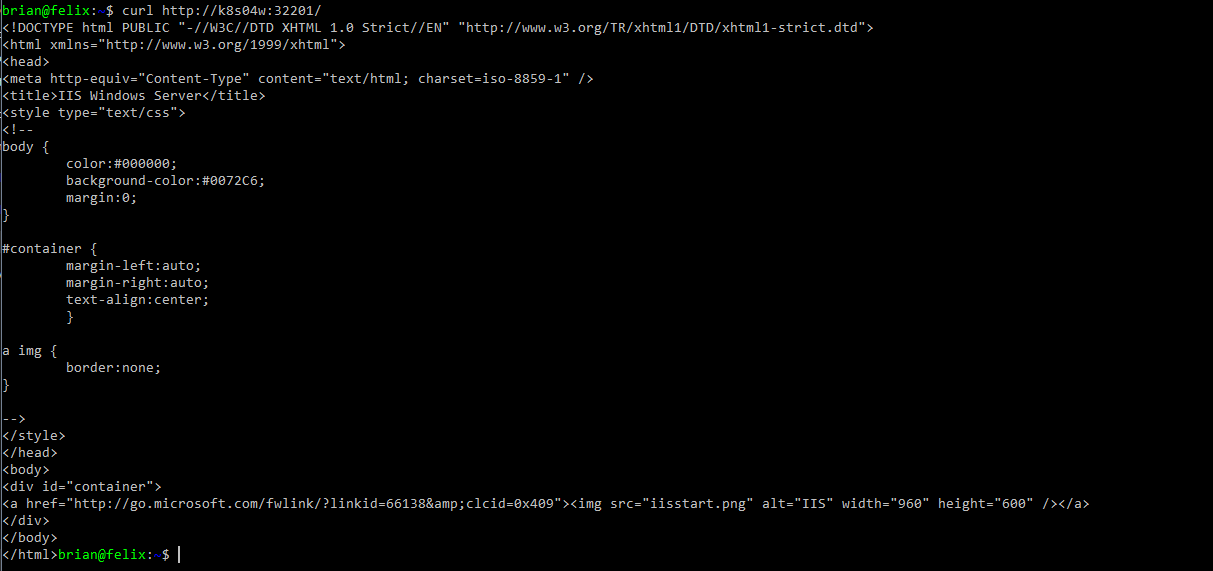 brian@felix:~$ curl http://k8s04w:32201/
<!DOCTYPE html PUBLIC "-//W3C//DTD XHTML 1.0 Strict//EN" "http://www.w3.org/TR/xhtml1/DTD/xhtml1-strict.dtd">
<html xmlns="http://www.w3.org/1999/xhtml">
<head>
<meta http-equiv="Content-Type" content="text/html; charset=iso-8859-1" />
<title>IIS Windows Server</title>
<style type="text/css">
<!--
body {
        color:#000000;
        background-color:#0072C6;
        margin:0;
}

#container {
        margin-left:auto;
        margin-right:auto;
        text-align:center;
        }

a img {
        border:none;
}

-->
</style>
</head>
<body>
<div id="container">
<a href="http://go.microsoft.com/fwlink/?linkid=66138&amp;clcid=0x409"><img src="iisstart.png" alt="IIS" width="960" height="600" /></a>
</div>
</body>
</html>brian@felix:~$